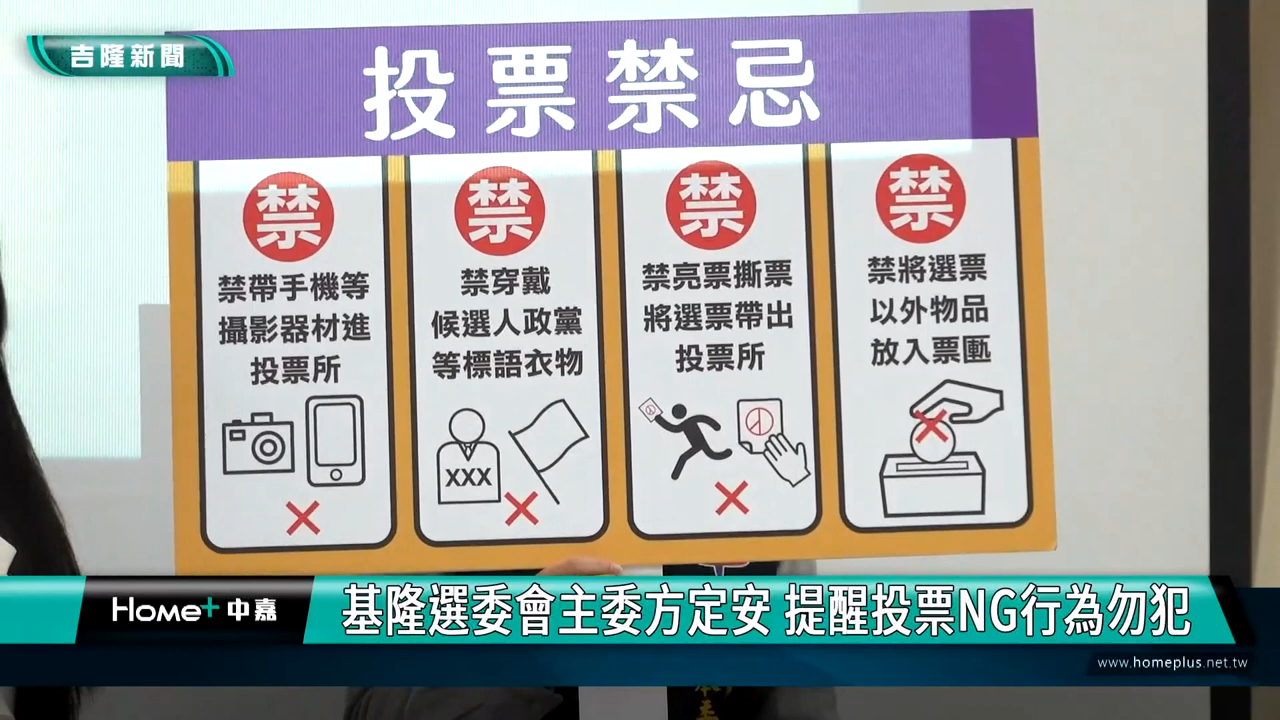 吉隆新聞
投票禁忌
禁
禁帶手機等
攝影器材進
投票所
禁
禁穿戴
候選人政黨
等標語衣物
XXX
禁
禁亮票撕票
將選票帶出
投票所
禁
禁將選票
以外物品
放入票匭
Home+中嘉
基隆選委會主委方定安 提醒投票NG行為勿犯
www.homeplus.net.tw